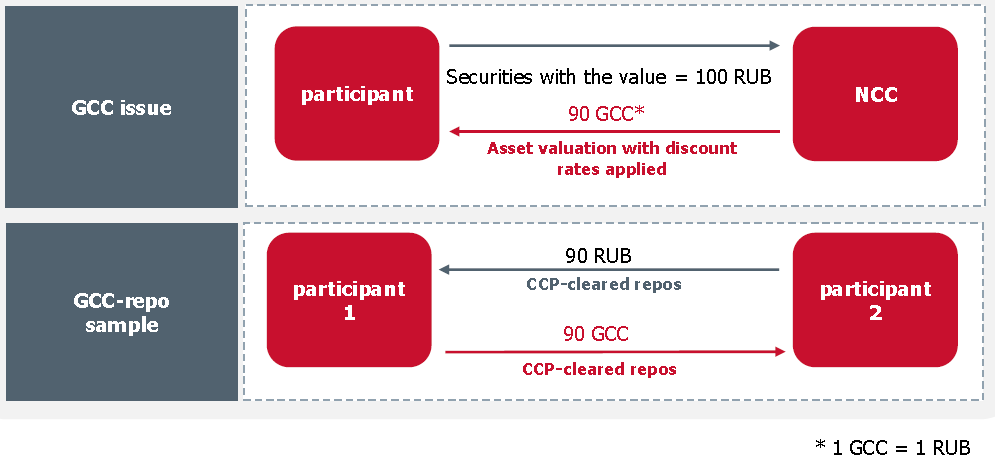 GCC issue
participant
Securities with the value = 100 RUB
NCC
90 GCC*
Asset valuation with discount
rates applied
GCC-repo
sample
participant
1
90 RUB
CCP-cleared repos
90 GCC
CCP-cleared repos
participant
2
* 1 GCC = 1 RUB